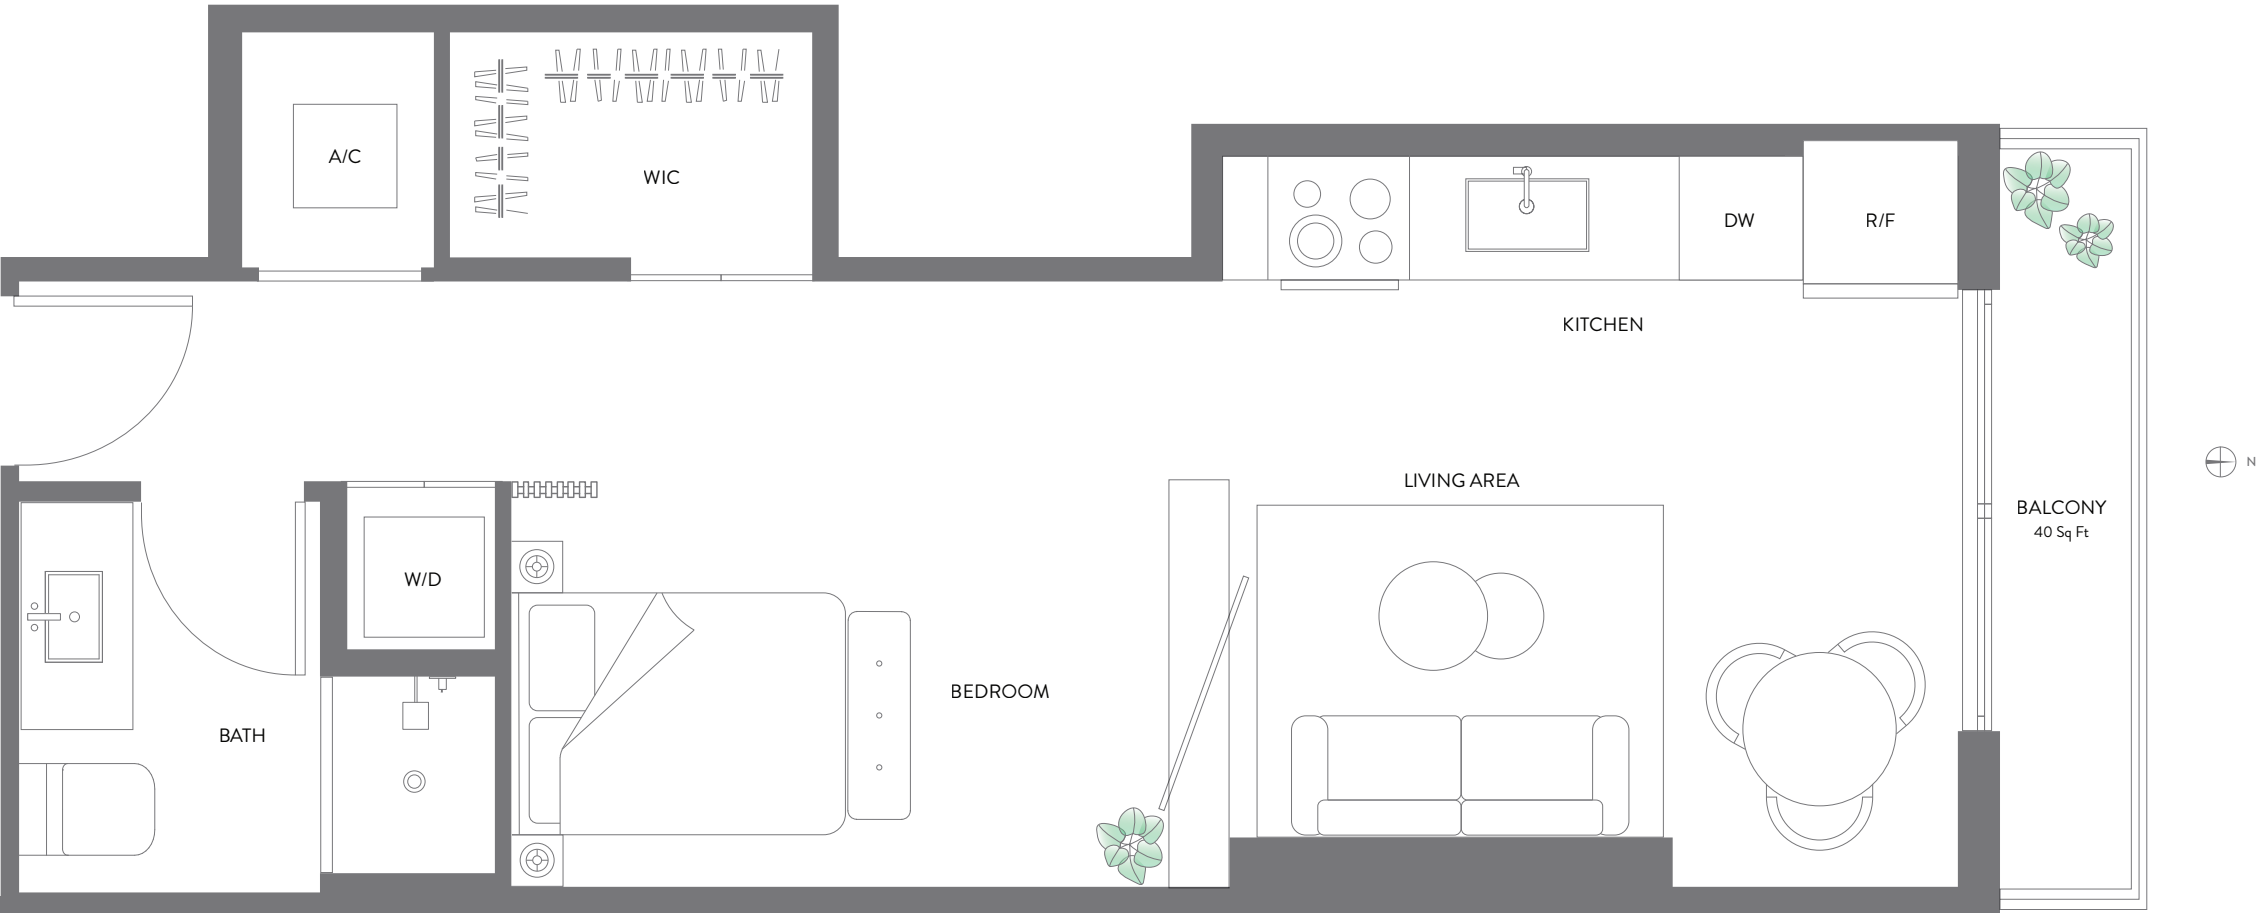 A/C
WIC
DW
R/F
KITCHEN
LIVING AREA
N
BALCONY
40 Sq Ft
W/D
BEDROOM
BATH